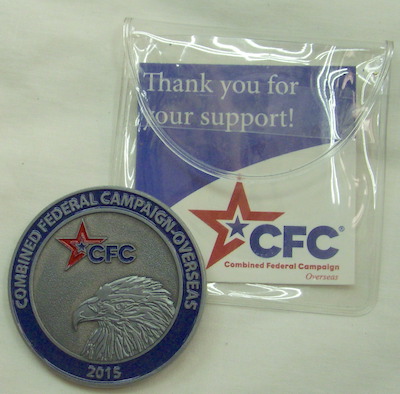 Thank you for
your support!
CFC®
Combined Federal Campaign
Overseas
COMBINED FEDERAL CAMPAIGN-OVERSEAS
CFC
2015